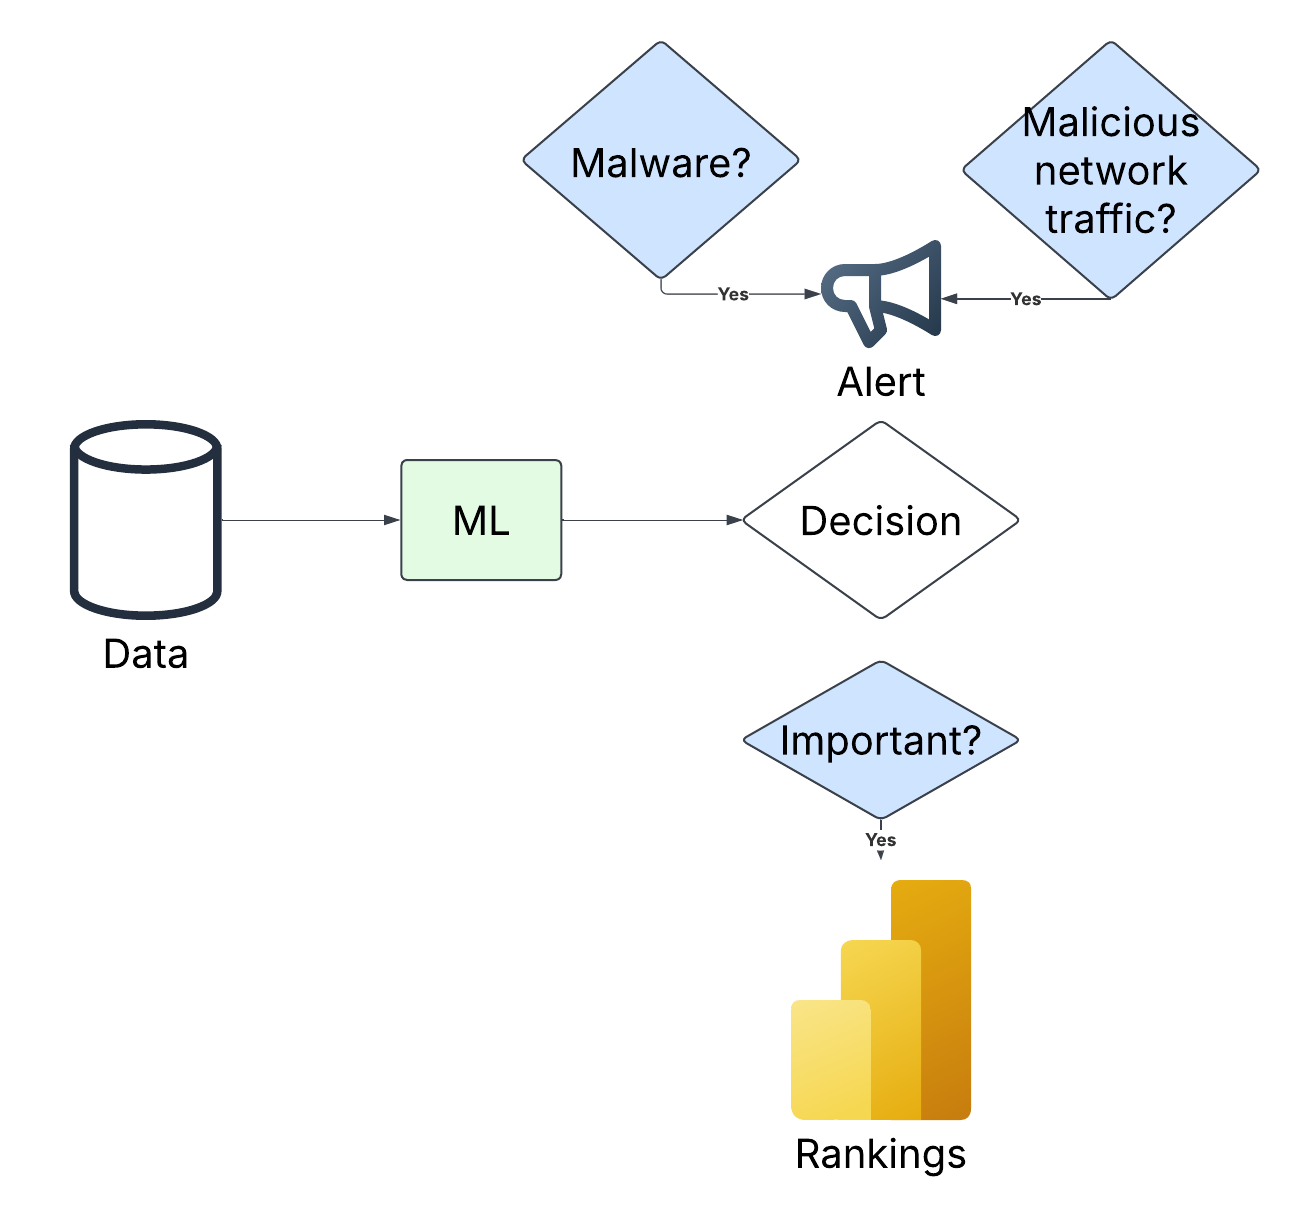 Malware?
Malicious
network
traffic?
Yes
Yes
Alert
Data
ML
Decision
Important?
Yes
Rankings